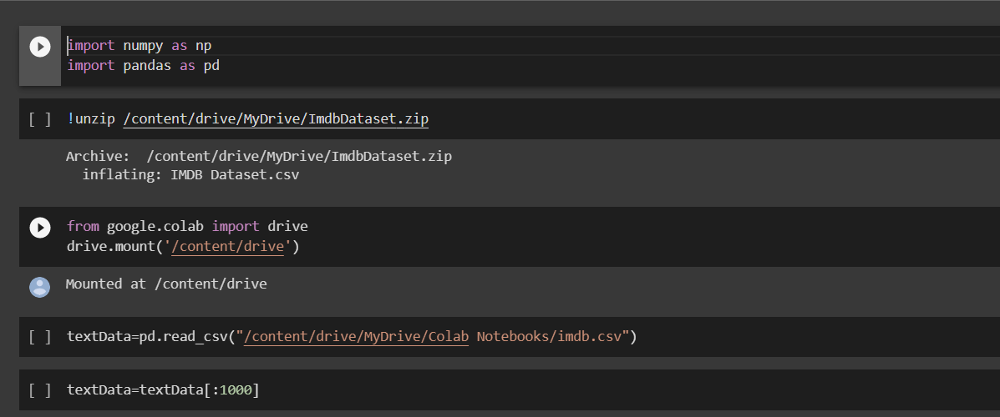 import numpy as np
import pandas as pd
[ ] !unzip /content/drive/MyDrive/ImdbDataset.zip
Archive:  /content/drive/MyDrive/ImdbDataset.zip
  inflating: IMDB Dataset.csv
from google.colab import drive
drive.mount('/content/drive')
Mounted at /content/drive
[ ] textData=pd.read_csv("/content/drive/MyDrive/Colab Notebooks/imdb.csv")
[ ] textData=textData[:1000]